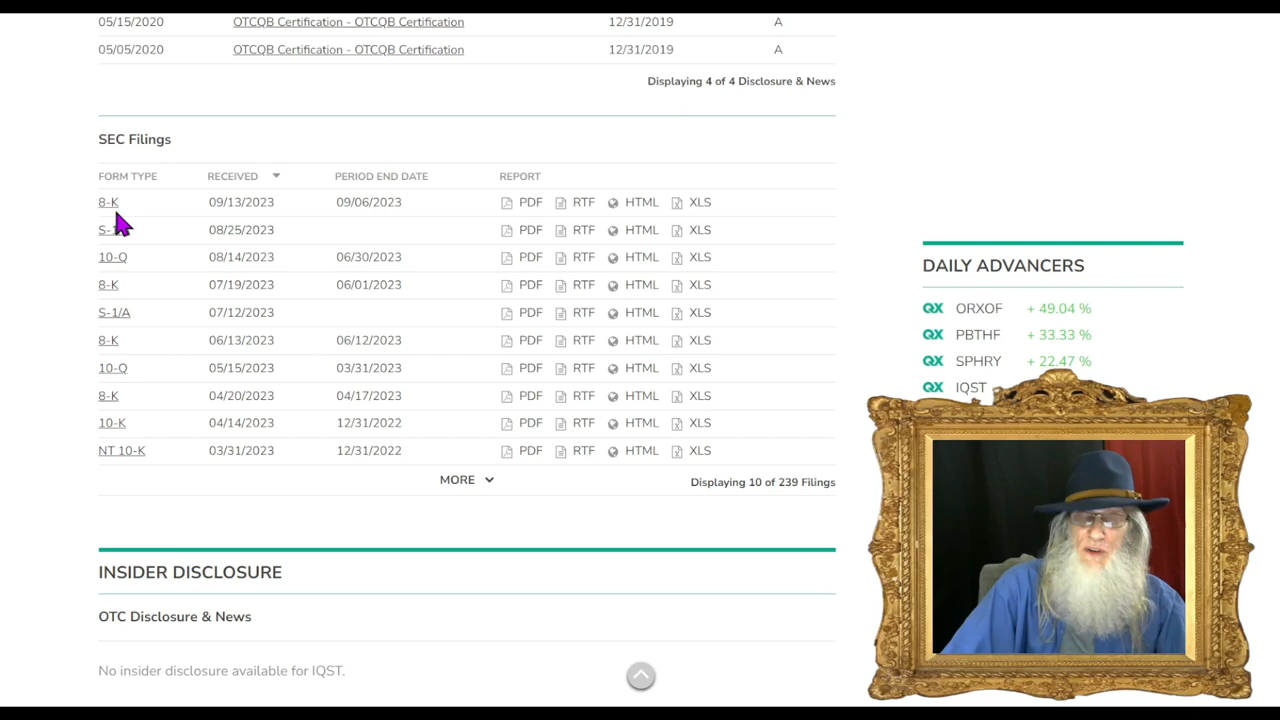 05/15/2020 OTCQB Certification - OTCQB Certification 12/31/2019 A
05/05/2020 OTCQB Certification - OTCQB Certification 12/31/2019 A
Displaying 4 of 4 Disclosure & News
SEC Filings
FORM TYPE RECEIVED PERIOD END DATE REPORT
8-K 09/13/2023 09/06/2023 PDF RTF HTML XLS
08/25/2023 PDF RTF HTML XLS
10-Q 08/14/2023 06/30/2023 PDF RTF HTML XLS
8-K 07/19/2023 06/01/2023 PDF RTF HTML XLS
S-1/A 07/12/2023 PDF RTF HTML XLS
8-K 06/13/2023 06/12/2023 PDF RTF HTML XLS
10-Q 05/15/2023 03/31/2023 PDF RTF HTML XLS
8-K 04/20/2023 04/17/2023 PDF RTF HTML XLS
10-K 04/14/2023 12/31/2022 PDF RTF HTML XLS
NT 10-K 03/31/2023 12/31/2022 PDF RTF HTML XLS
MORE
Displaying 10 of 239 Filings
INSIDER DISCLOSURE
OTC Disclosure & News
No insider disclosure available for IQST.
DAILY ADVANCERS
QX ORXOF + 49.04 %
QX PBTHF + 33.33 %
QX SPHRY + 22.47 %
QX IQST